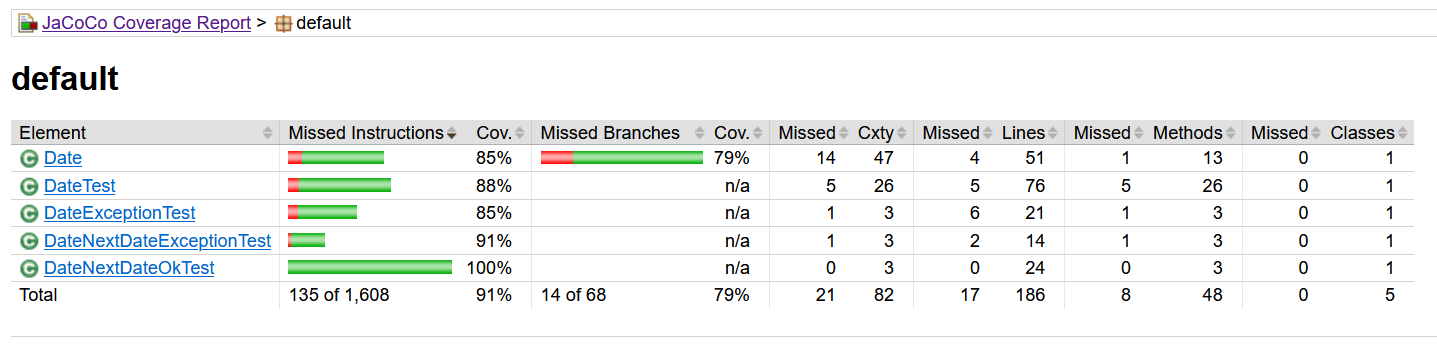 JaCoCo Coverage Report > default
default
Element Missed Instructions Cov. Missed Branches Cov. Missed Cxty Missed Lines Missed Methods Missed Classes
C Date 85% 79% 14 47 4 51 1 13 0 1
C DateTest 88% n/a 5 26 5 76 5 26 0 1
C DateExceptionTest 85% n/a 1 3 6 21 1 3 0 1
C DateNextDateExceptionTest 91% n/a 1 3 2 14 1 3 0 1
C DateNextDateOkTest 100% n/a 0 3 0 24 0 3 0 1
Total 135 of 1,608 91% 14 of 68 79% 21 82 17 186 8 48 0 5